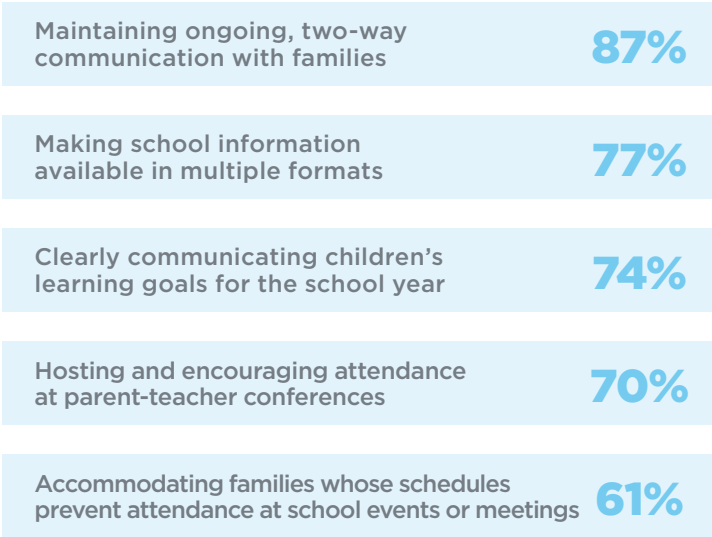 Maintaining ongoing, two-way
communication with families
87%
Making school information
available in multiple formats
77%
Clearly communicating children’s
learning goals for the school year
74%
Hosting and encouraging attendance
at parent-teacher conferences
70%
Accommodating families whose schedules
prevent attendance at school events or meetings
61%